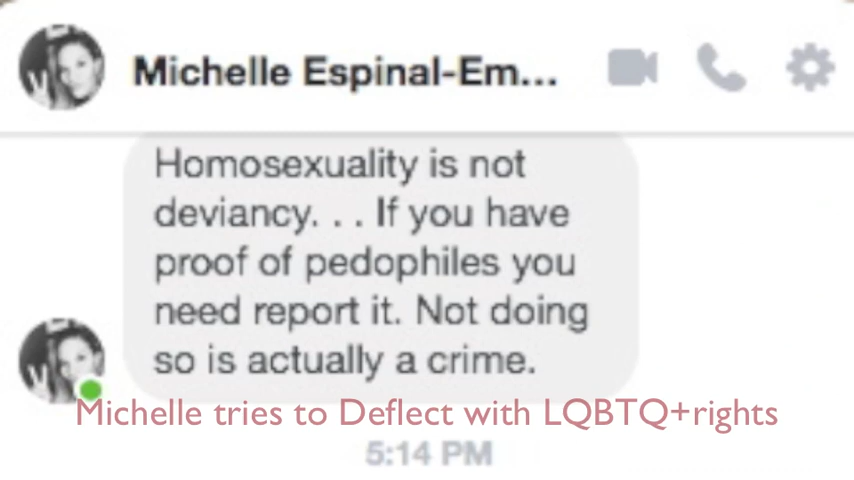 Michelle Espinal-Em...
Homosexuality is not
deviancy. . . If you have
proof of pedophiles you
need report it. Not doing
so is actually a crime.
Michelle tries to Deflect with LQBTQ+rights
5:14 PM